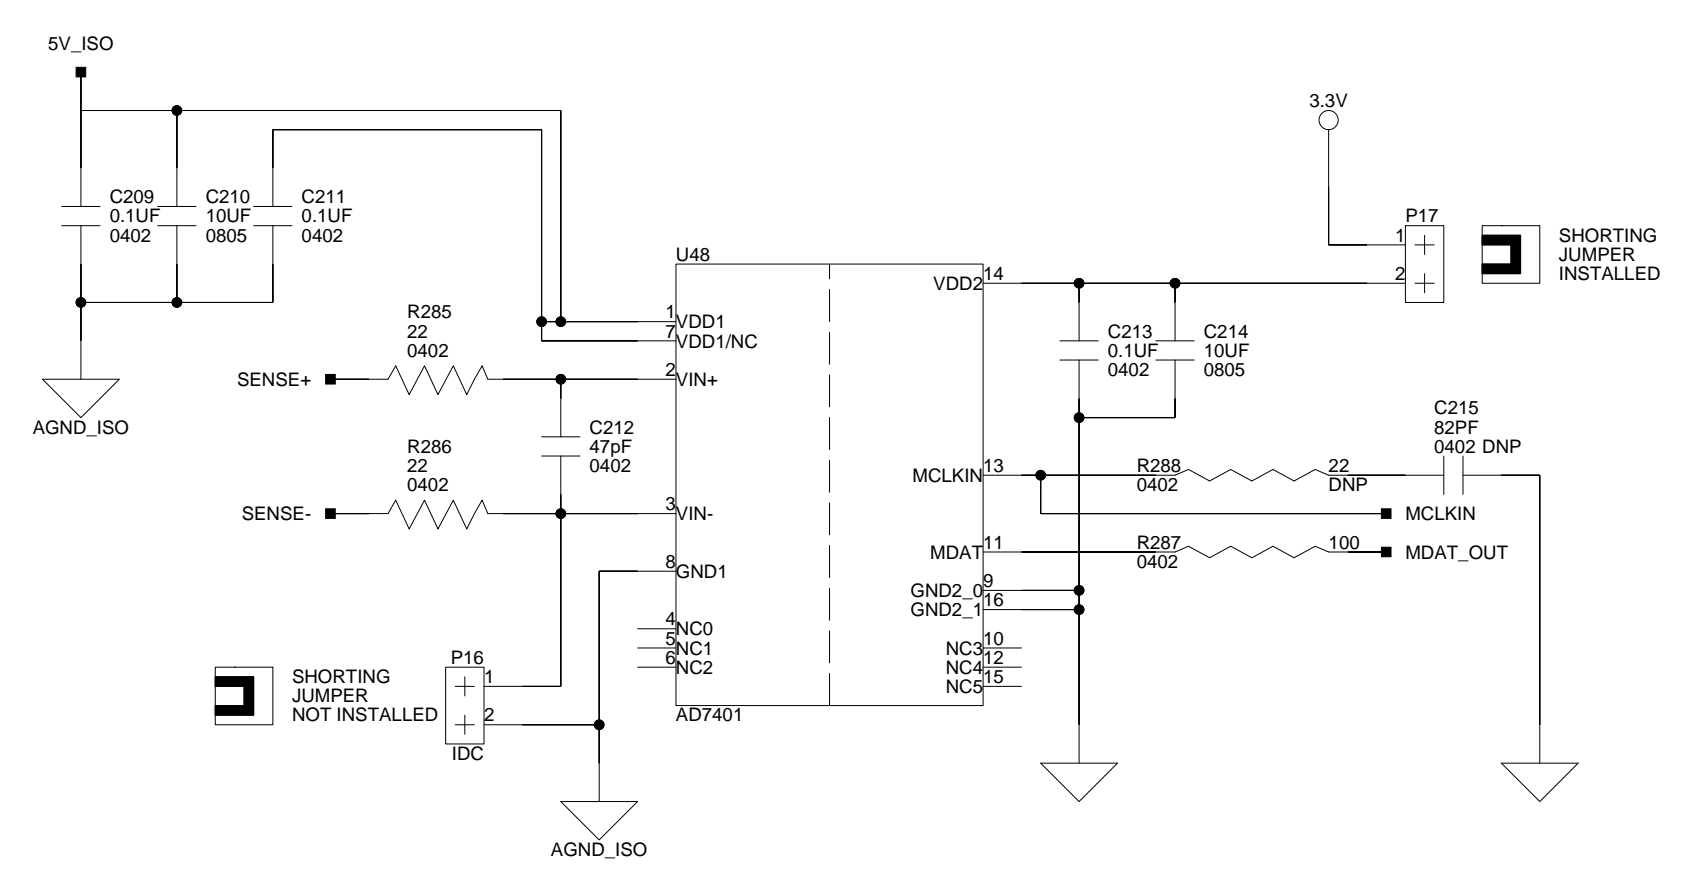 5V_ISO
C209
0.1UF
0402
C210
10UF
0805
C211
0.1UF
0402
AGND_ISO
R285
22
0402
SENSE+
C212
47pF
0402
R286
22
0402
SENSE-
U48
1 VDD1
7 VDD1/NC
2 VIN+
3 VIN-
8 GND1
4 NC0
5 NC1
6 NC2
AD7401
VDD2 14
MCLKIN 13
MDAT 11
GND2_0 9
GND2_1 16
NC3 10
NC4 12
NC5 15
SHORTING
JUMPER
NOT INSTALLED
P16
1
2
IDC
AGND_ISO
3.3V
P17
1
2
SHORTING
JUMPER
INSTALLED
C213
0.1UF
0402
C214
10UF
0805
C215
82PF
0402 DNP
R288 22
0402 DNP
MCLKIN
R287 100
0402
MDAT_OUT